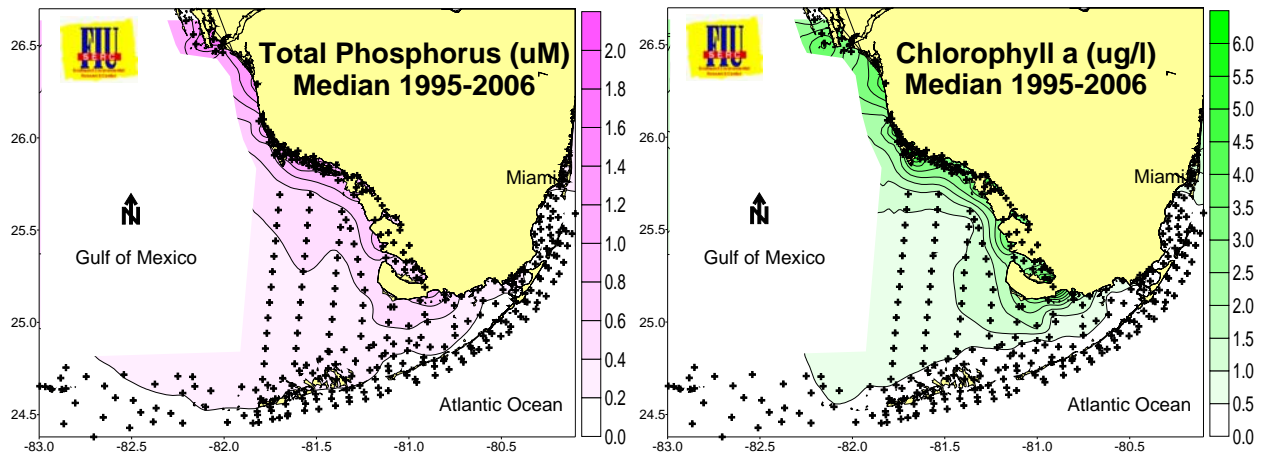 FIU
SERC
Total Phosphorus (uM)
Median 1995-2006
26.5
26.0
25.5
25.0
24.5
-83.0
-82.5
-82.0
-81.5
-81.0
-80.5
N
Gulf of Mexico
Miami
Atlantic Ocean
2.0
1.8
1.6
1.4
1.2
1.0
0.8
0.6
0.4
0.2
0.0
FIU
SERC
Chlorophyll a (ug/l)
Median 1995-2006
26.5
26.0
25.5
25.0
24.5
-83.0
-82.5
-82.0
-81.5
-81.0
-80.5
N
Gulf of Mexico
Miami
Atlantic Ocean
6.0
5.5
5.0
4.5
4.0
3.5
3.0
2.5
2.0
1.5
1.0
0.5
0.0